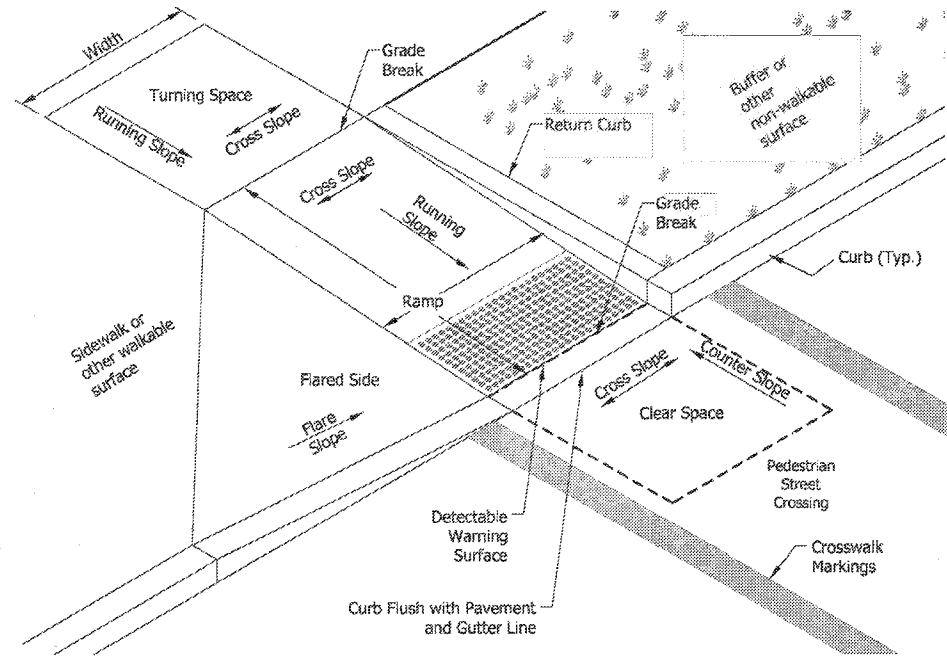 Width
Turning Space
Running Slope
Cross Slope
Grade
Break
Buffer or
other
non-walkable
surface
Return Curb
Cross Slope
Running
Slope
Grade
Break
Curb (Typ.)
Ramp
Sidewalk or
other walkable
surface
Flared Side
Flare
Slope
Cross Slope
Counter Slope
Clear Space
Pedestrian
Street
Crossing
Detectable
Warning
Surface
Crosswalk
Markings
Curb Flush with Pavement
and Gutter Line